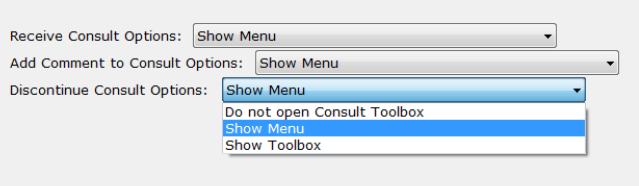 Receive Consult Options: Show Menu
Add Comment to Consult Options: Show Menu
Discontinue Consult Options: Show Menu
Do not open Consult Toolbox
Show Menu
Show Toolbox